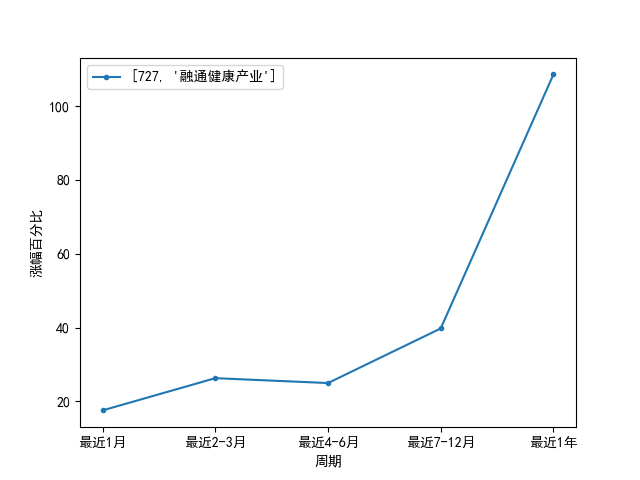 [727, '融通健康产业']
涨幅百分比
100
80
60
40
20
最近1月 最近2-3月 最近4-6月 最近7-12月 最近1年
周期